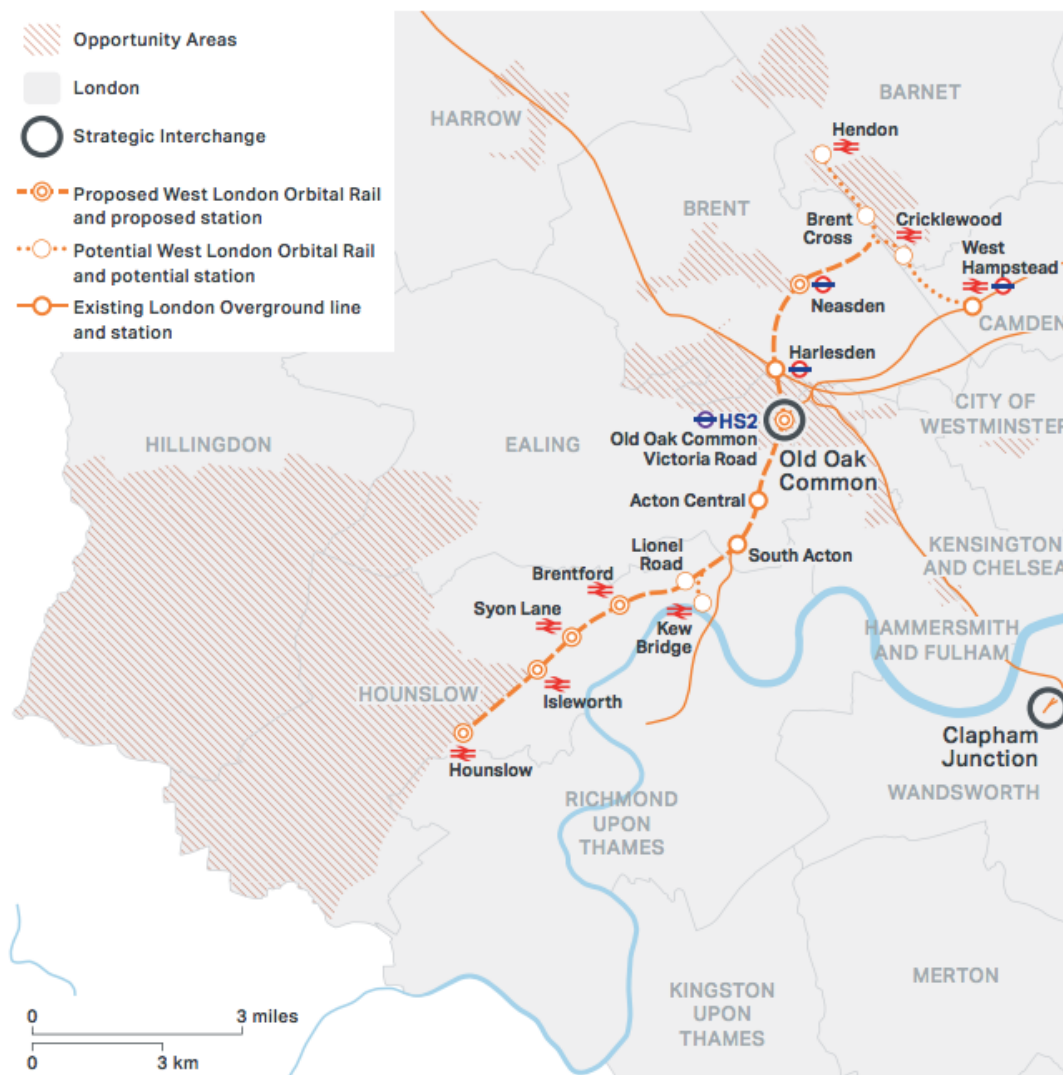 Opportunity Areas
London
Strategic Interchange
Proposed West London Orbital Rail
and proposed station
Potential West London Orbital Rail
and potential station
Existing London Overground line
and station
HARROW
BARNET
Hendon
BRENT
Brent
Cross
Cricklewood
West
Hampstead
Neasden
CAMDEN
Harlesden
CITY OF
WESTMINSTER
HILLINGDON
EALING
HS2
Old Oak Common
Victoria Road
Old Oak
Common
Acton Central
Lionel
Road
South Acton
KENSINGTON
AND CHELSEA
Brentford
Syon Lane
Kew
Bridge
HAMMERSMITH
AND FULHAM
HOUNSLOW
Isleworth
Hounslow
Clapham
Junction
RICHMOND
UPON
THAMES
WANDSWORTH
MERTON
KINGSTON
UPON
THAMES
0 3 miles
0 3 km